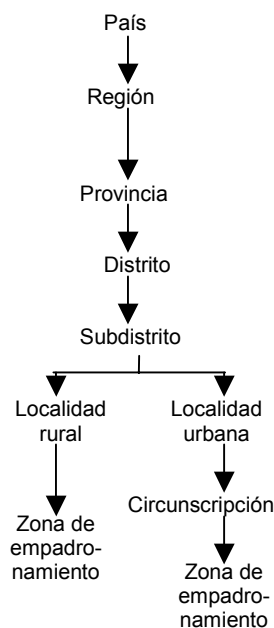 País
Región
Provincia
Distrito
Subdistrito
Localidad
rural
Localidad
urbana
Zona de
empadro-
namiento
Circunscripción
Zona de
empadro-
namiento